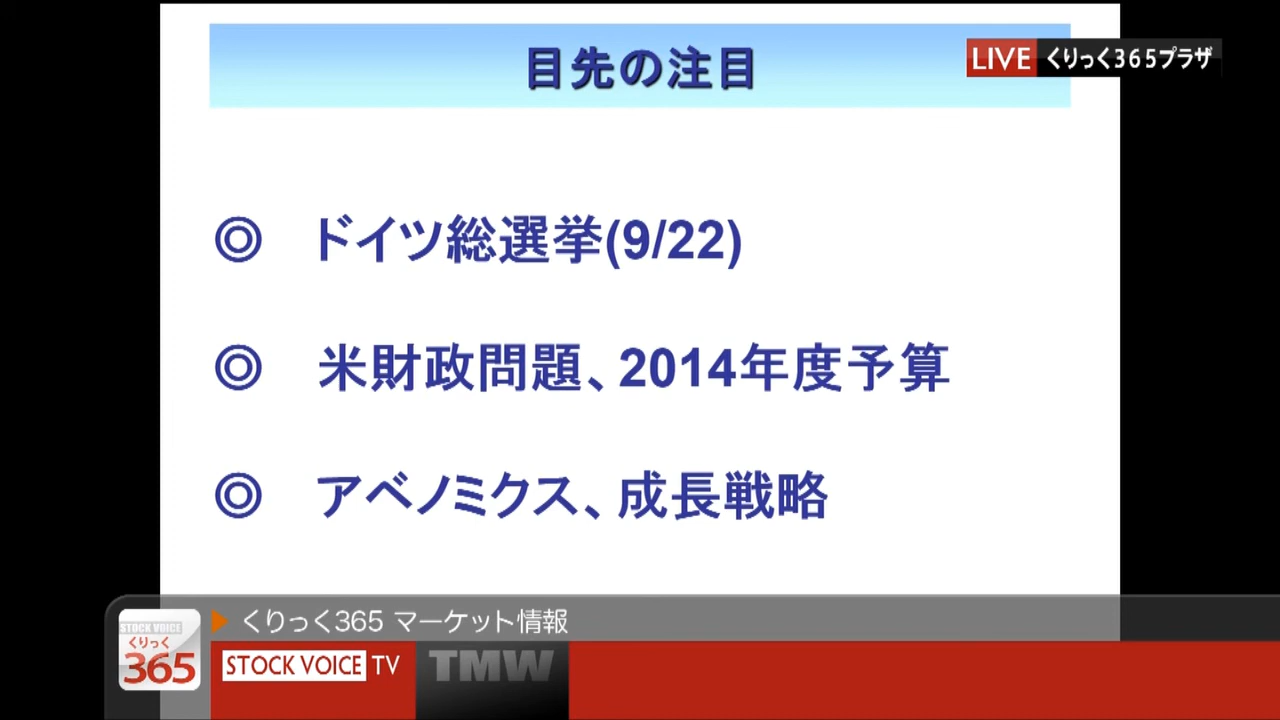 目先の注目
LIVE くりっく365プラザ
◎ ドイツ総選挙(9/22)
◎ 米財政問題、2014年度予算
◎ アベノミクス、成長戦略
STOCK VOICE
くりっく
365
くりっく365 マーケット情報
STOCK VOICE TV
TMW